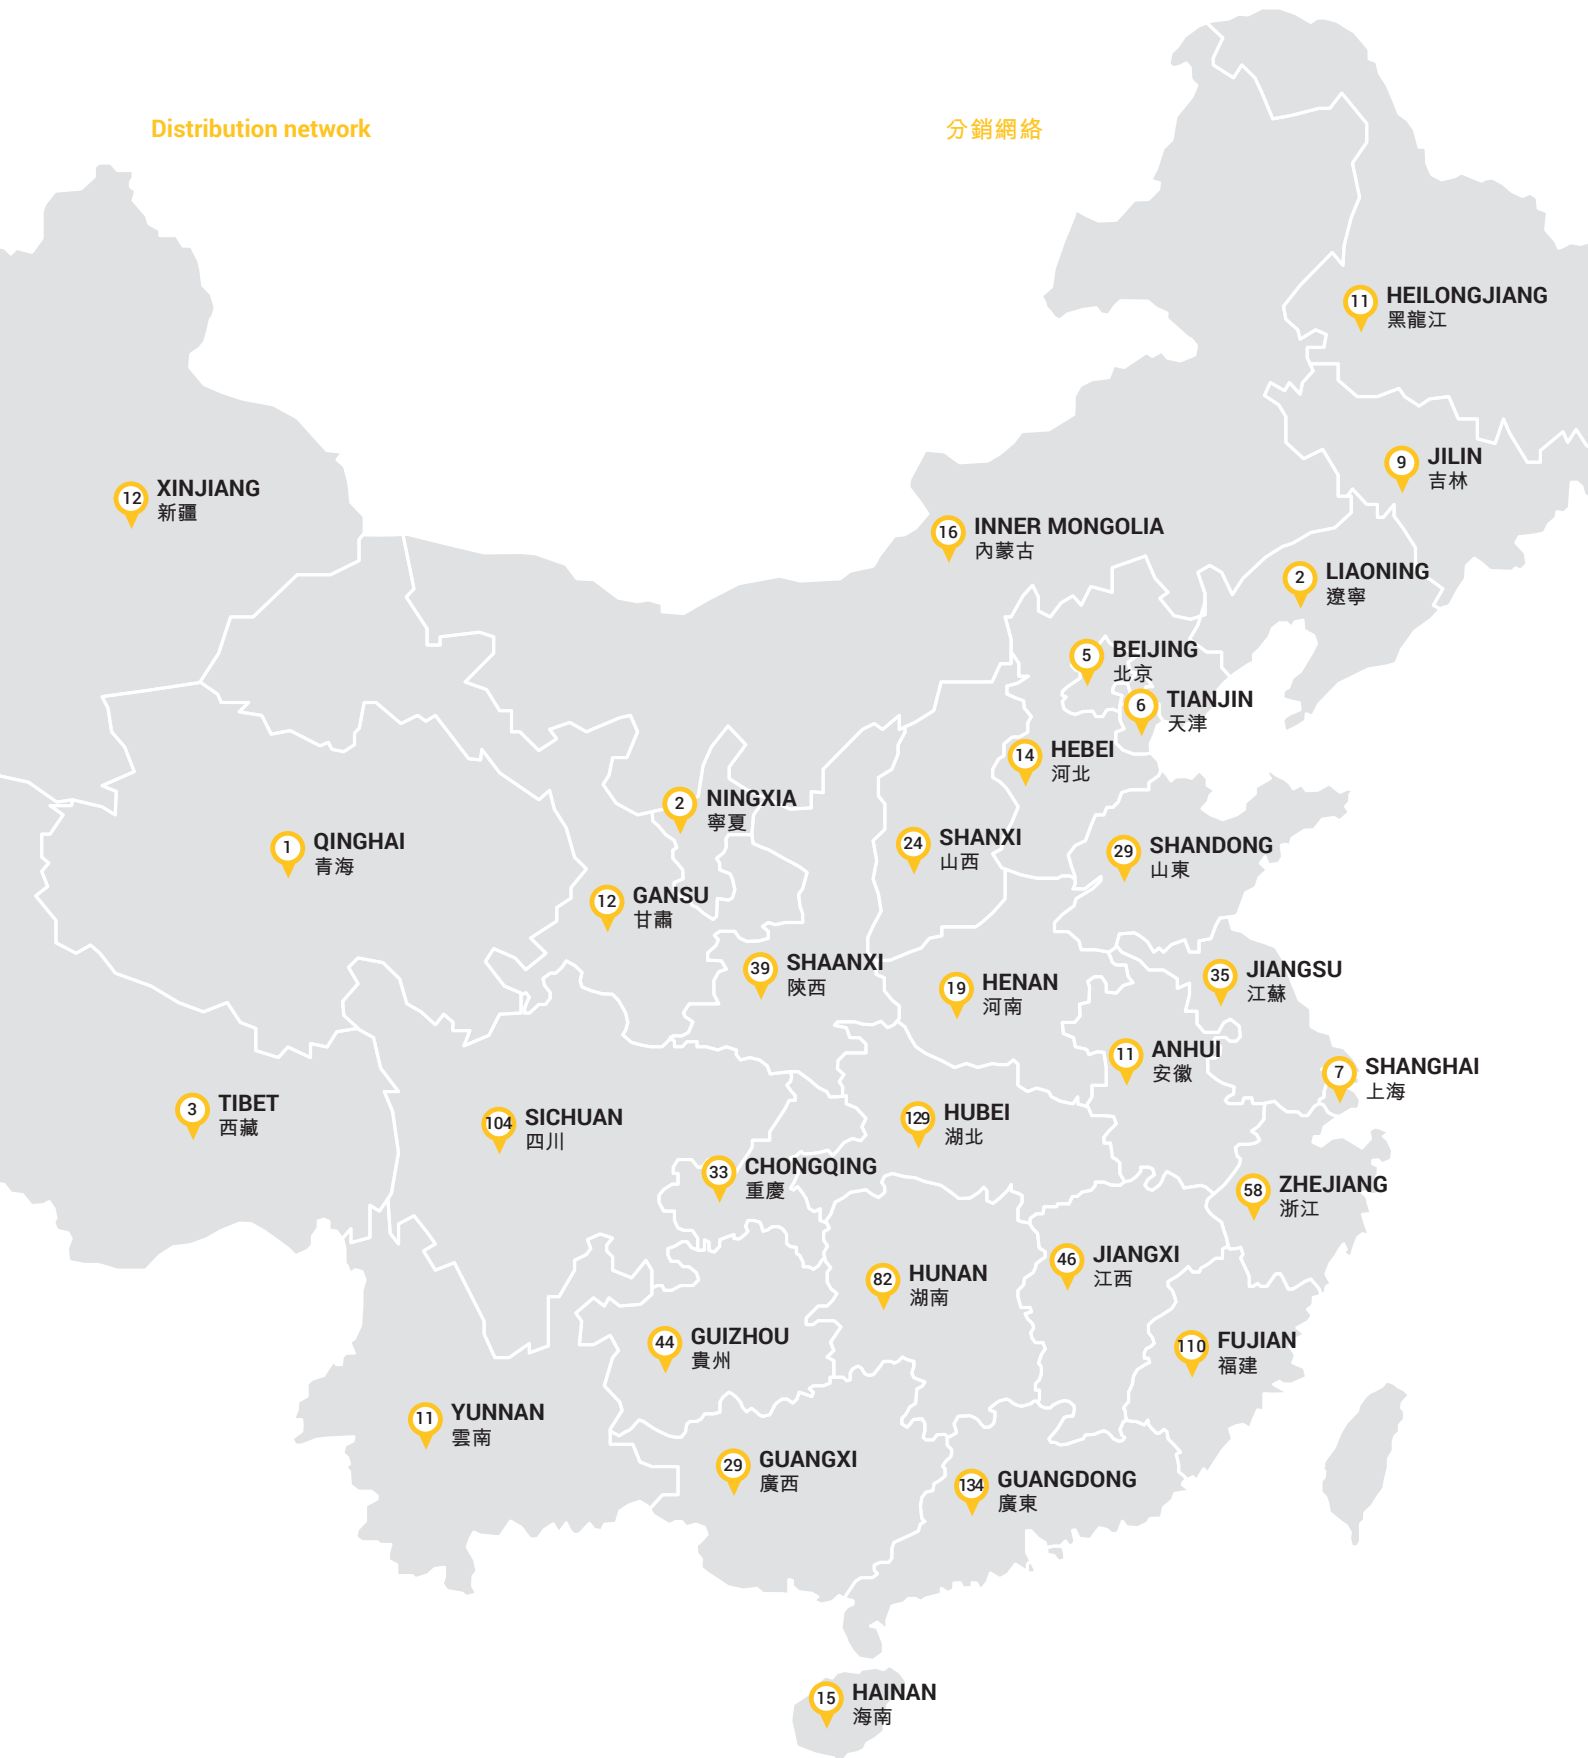 Distribution network
分銷網絡
11
HEILONGJIANG
黑龍江
9
JILIN
吉林
12
XINJIANG
新疆
16
INNER MONGOLIA
內蒙古
2
LIAONING
遼寧
5
BEIJING
北京
6
TIANJIN
天津
14
HEBEI
河北
2
NINGXIA
寧夏
1
QINGHAI
青海
24
SHANXI
山西
29
SHANDONG
山東
12
GANSU
甘肅
39
SHAANXI
陝西
19
HENAN
河南
35
JIANGSU
江蘇
11
ANHUI
安徽
7
SHANGHAI
上海
3
TIBET
西藏
104
SICHUAN
四川
129
HUBEI
湖北
33
CHONGQING
重慶
58
ZHEJIANG
浙江
82
HUNAN
湖南
46
JIANGXI
江西
44
GUIZHOU
貴州
110
FUJIAN
福建
11
YUNNAN
雲南
29
GUANGXI
廣西
134
GUANGDONG
廣東
15
HAINAN
海南